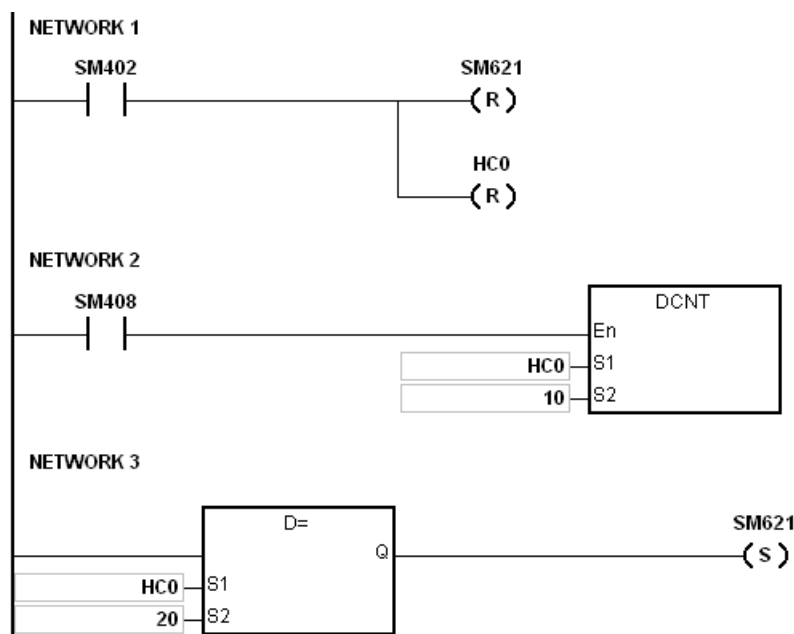 NETWORK 1
SM402 SM621
( R )
HC0
( R )
NETWORK 2
SM408
DCNT
En
HC0 S1
10 S2
NETWORK 3
D= SM621
Q ( S )
HC0 S1
20 S2